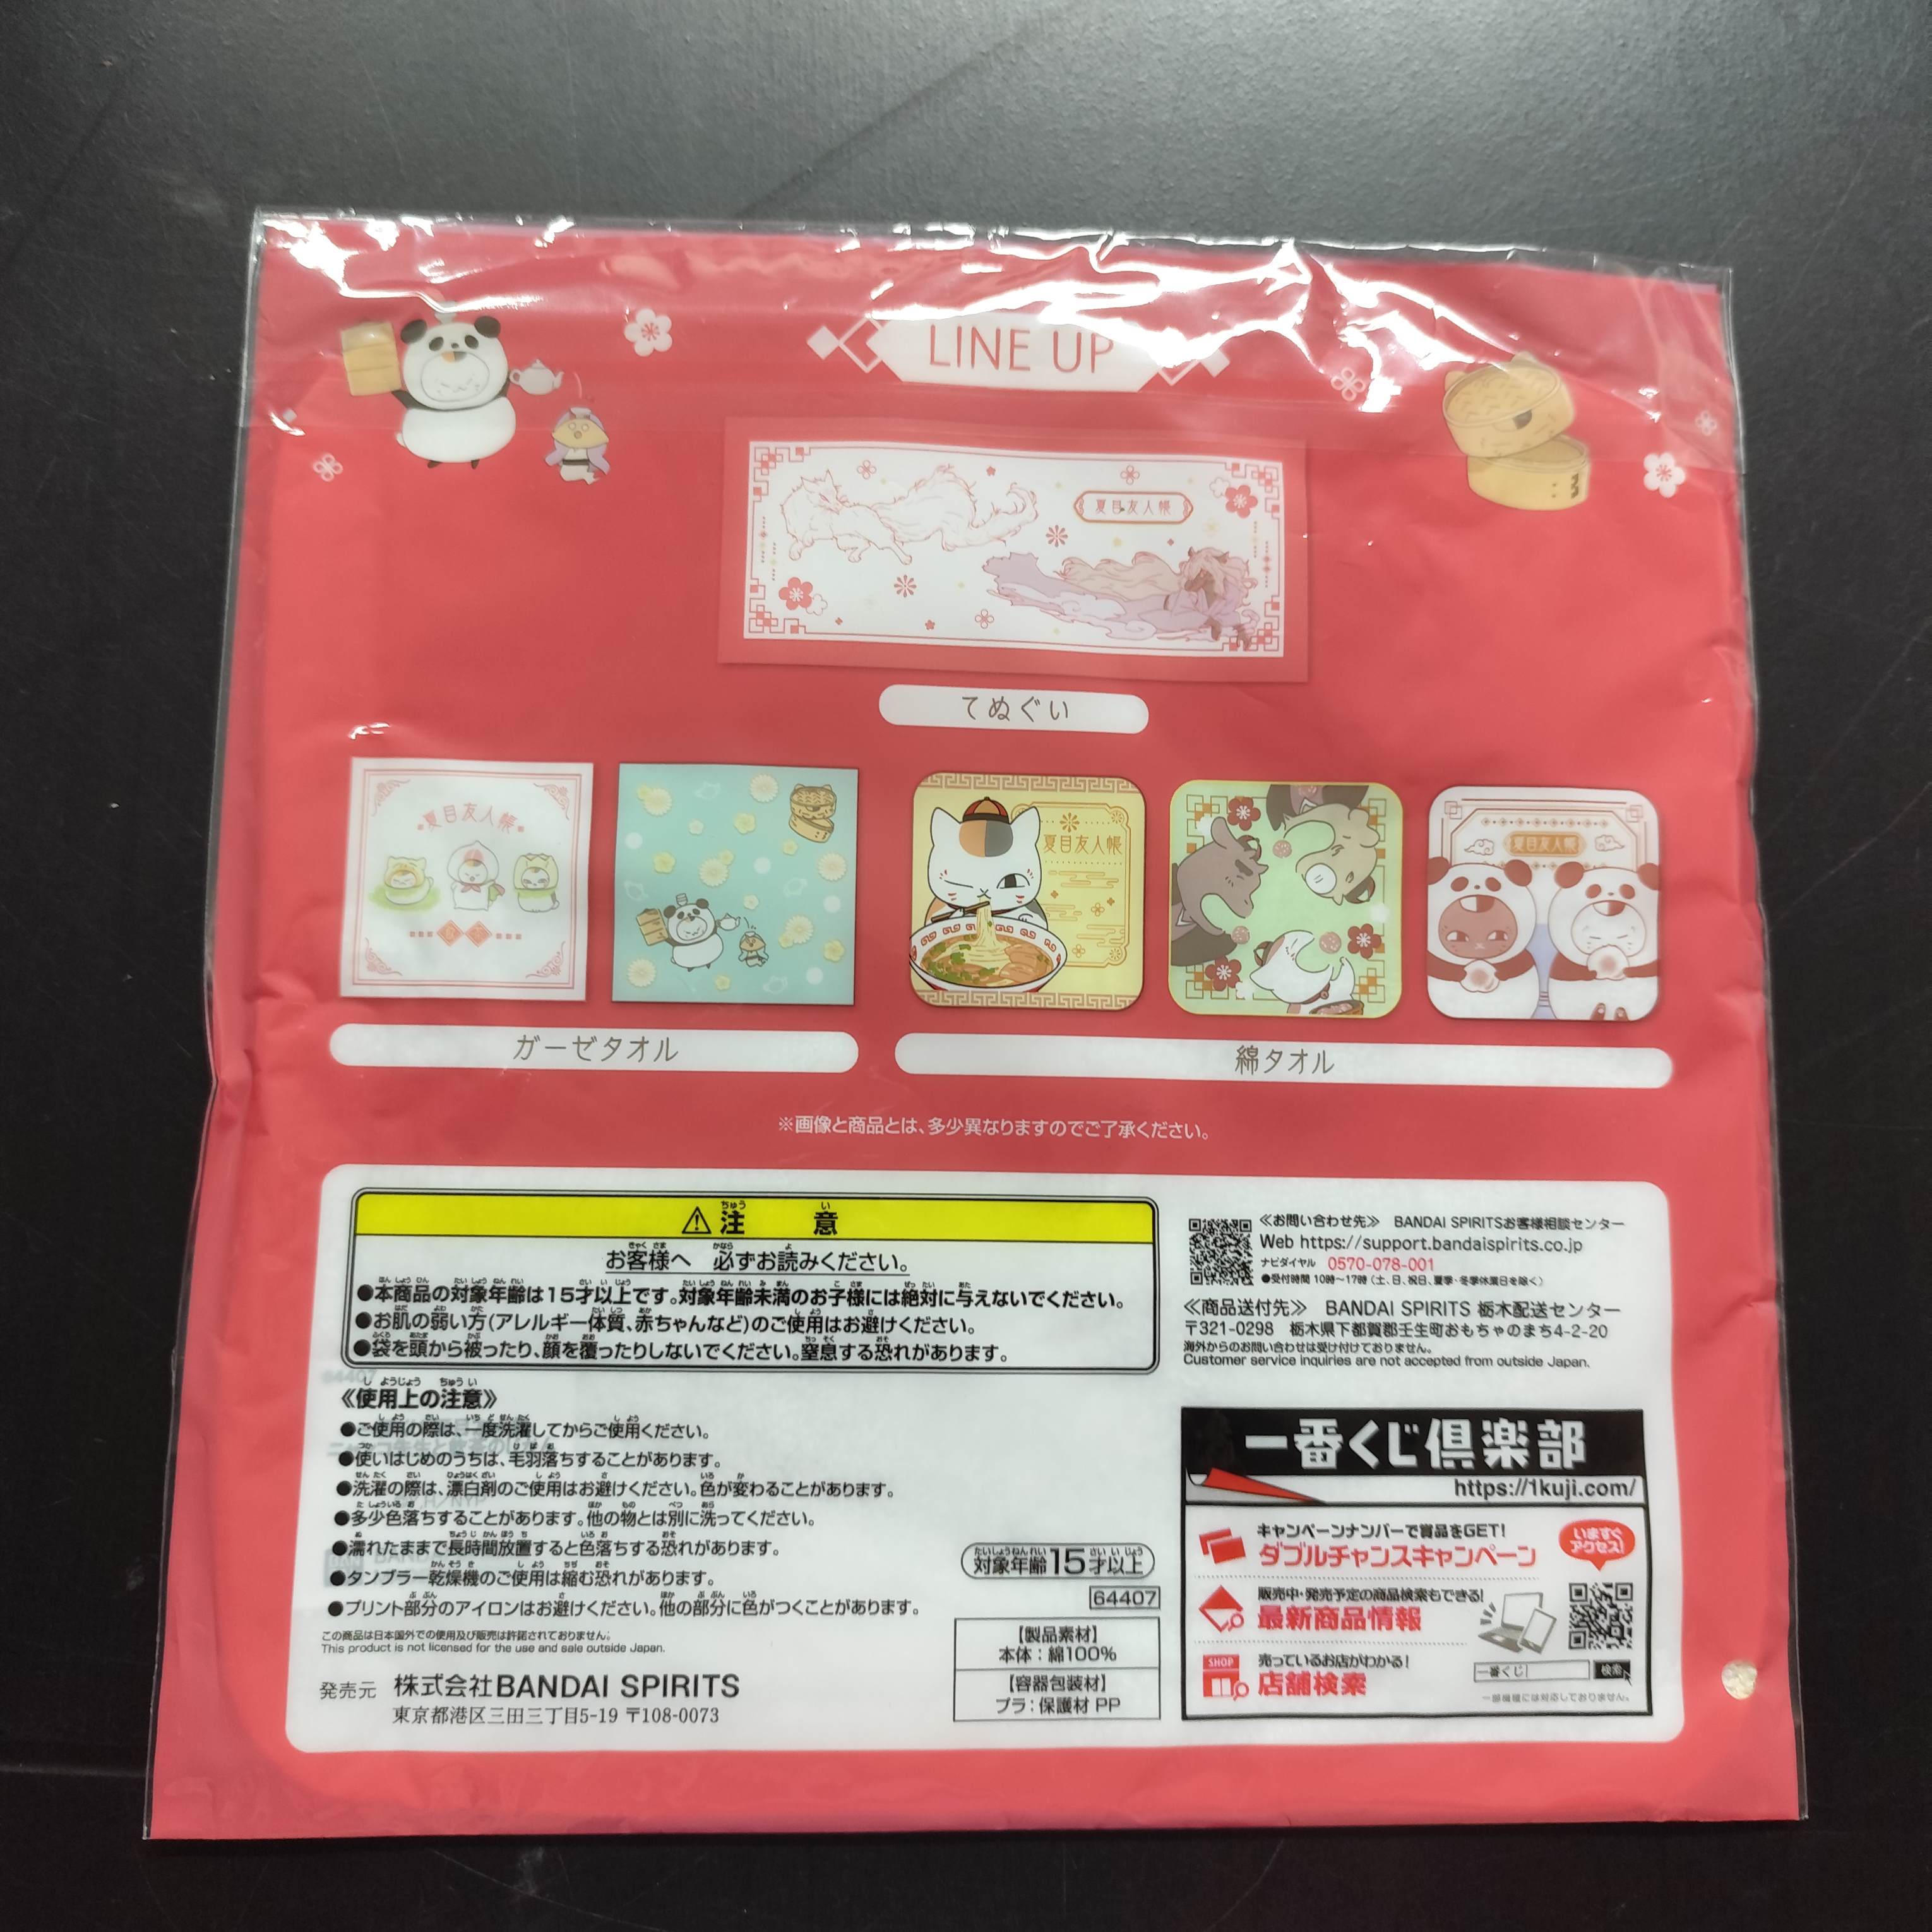 LINE UP
夏目友人帳
てぬぐい
夏目友人帳
夏目友人帳
夏目友人帳
ガーゼタオル
綿タオル
※画像と商品とは、多少異なりますのでご了承ください。
⚠注意
お客様へ 必ずお読みください。
●本商品の対象年齢は15才以上です。対象年齢未満のお子様には絶対に与えないでください。
●お肌の弱い方(アレルギー体質、赤ちゃんなど)のご使用はお避けください。
●袋を頭から被ったり、顔を覆ったりしないでください。窒息する恐れがあります。
《使用上の注意》
●ご使用の際は、一度洗濯してからご使用ください。
●使いはじめのうちは、毛羽落ちすることがあります。
●洗濯の際は、漂白剤のご使用はお避けください。色が変わることがあります。
●多少色落ちすることがあります。他の物とは別に洗ってください。
●濡れたままで長時間放置すると色落ちする恐れがあります。
●タンブラー乾燥機のご使用は縮む恐れがあります。
●プリント部分のアイロンはお避けください。他の部分に色がつくことがあります。
この商品は日本国外での使用及び販売は許諾されておりません。
This product is not licensed for the use and sale outside Japan.
発売元 株式会社BANDAI SPIRITS
東京都港区三田三丁目5-19 〒108-0073
対象年齢15才以上
64407
【製品素材】
本体：綿100%
【容器包装材】
プラ：保護材 PP
≪お問い合わせ先≫ BANDAI SPIRITSお客様相談センター
Web https://support.bandaispirits.co.jp
ナビダイヤル 0570-078-001
●受付時間 10時〜17時(土、日、祝日、夏季・冬季休業日を除く)
≪商品送付先≫ BANDAI SPIRITS 栃木配送センター
〒321-0298 栃木県下都賀郡壬生町おもちゃのまち4-2-20
海外からのお問い合わせは受け付けておりません。
Customer service inquiries are not accepted from outside Japan.
一番くじ倶楽部
https://1kuji.com/
キャンペーンナンバーで賞品をGET!
ダブルチャンスキャンペーン
いますぐ
アクセス!
販売中・発売予定の商品検索もできる!
最新商品情報
SHOP
売っているお店がわかる!
店舗検索
一番くじ 検索
一部機種には対応しておりません。